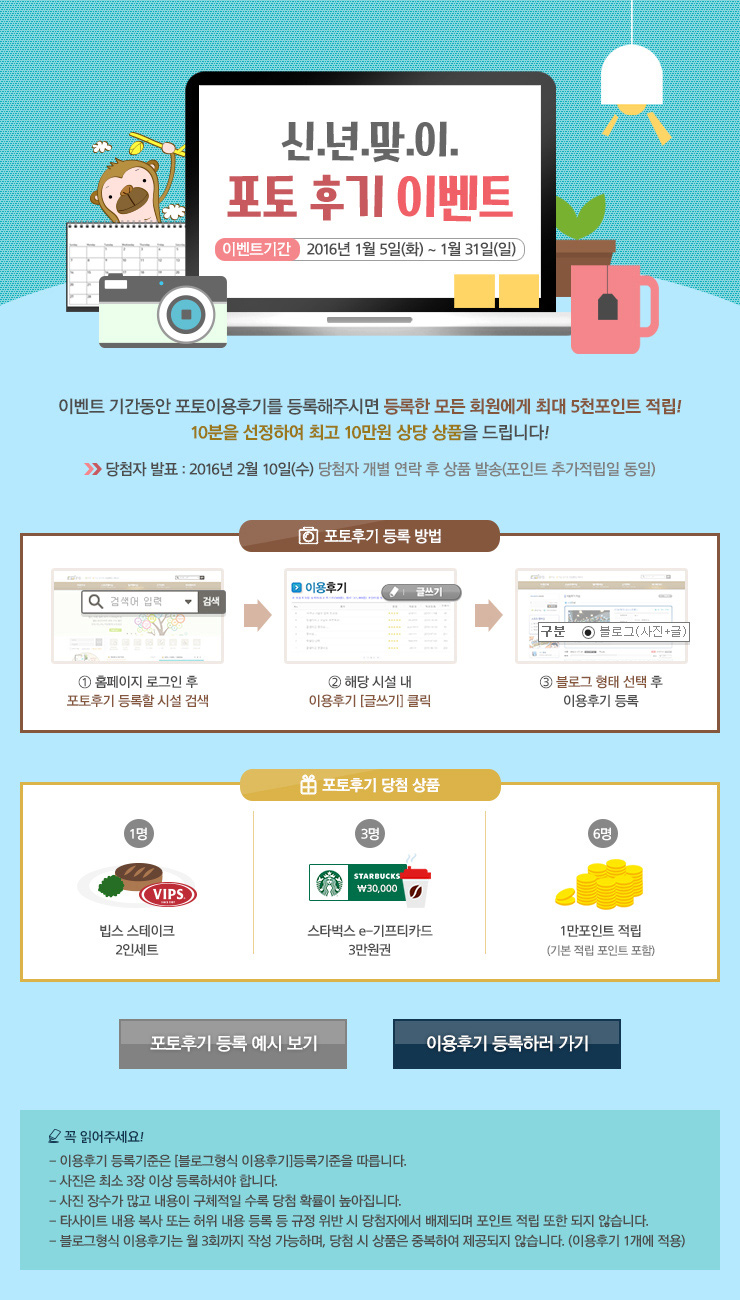 신.년.맞.이.
포토 후기 이벤트
이벤트기간 2016년 1월 5일(화) ~ 1월 31일(일)
이벤트 기간동안 포토이용후기를 등록해주시면 등록한 모든 회원에게 최대 5천포인트 적립!
10분을 선정하여 최고 10만원 상당 상품을 드립니다!
당첨자 발표 : 2016년 2월 10일(수) 당첨자 개별 연락 후 상품 발송(포인트 추가적립일 동일)
포토후기 등록 방법
검색어 입력 검색
① 홈페이지 로그인 후
포토후기 등록할 시설 검색
이용후기
글쓰기
② 해당 시설 내
이용후기 [글쓰기] 클릭
구분 블로그(사진+글)
③ 블로그 형태 선택 후
이용후기 등록
포토후기 당첨 상품
1명
VIPS
빕스 스테이크
2인세트
3명
STARBUCKS
₩30,000
스타벅스 e-기프티카드
3만원권
6명
1만포인트 적립
(기본 적립 포인트 포함)
포토후기 등록 예시 보기
이용후기 등록하러 가기
꼭 읽어주세요!
- 이용후기 등록기준은 [블로그형식 이용후기]등록기준을 따릅니다.
- 사진은 최소 3장 이상 등록하셔야 합니다.
- 사진 장수가 많고 내용이 구체적일 수록 당첨 확률이 높아집니다.
- 타사이트 내용 복사 또는 허위 내용 등록 등 규정 위반 시 당첨자에서 배제되며 포인트 적립 또한 되지 않습니다.
- 블로그형식 이용후기는 월 3회까지 작성 가능하며, 당첨 시 상품은 중복하여 제공되지 않습니다. (이용후기 1개에 적용)